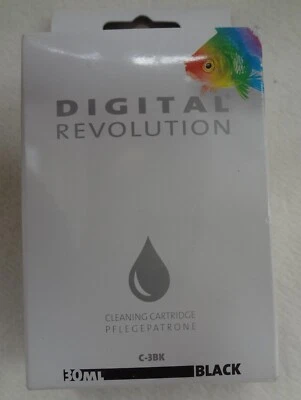 DIGITAL
REVOLUTION
CLEANING CARTRIDGE
PFLEGEPATRONE
C-3BK
30ML BLACK